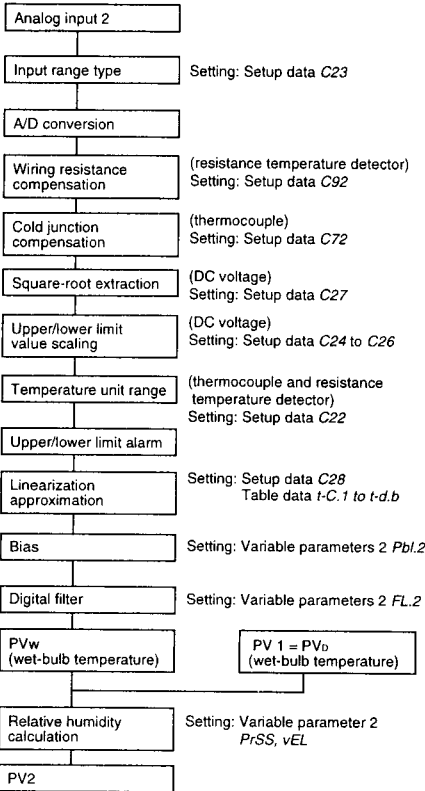 Analog input 2
Input range type
Setting: Setup data C23
A/D conversion
Wiring resistance
compensation
(resistance temperature detector)
Setting: Setup data C92
Cold junction
compensation
(thermocouple)
Setting: Setup data C72
Square-root extraction
(DC voltage)
Setting: Setup data C27
Upper/lower limit
value scaling
(DC voltage)
Setting: Setup data C24 to C26
Temperature unit range
(thermocouple and resistance
temperature detector)
Setting: Setup data C22
Upper/lower limit alarm
Linearization
approximation
Setting: Setup data C28
Table data t-C.1 to t-d.b
Bias
Setting: Variable parameters 2 PbI.2
Digital filter
Setting: Variable parameters 2 FL.2
PVw
(wet-bulb temperature)
PV 1 = PVD
(wet-bulb temperature)
Relative humidity
calculation
Setting: Variable parameter 2
PrSS, vEL
PV2